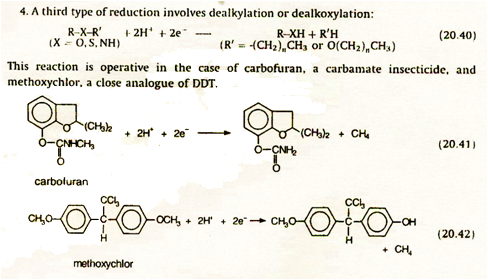 4. A third type of reduction involves dealkylation or dealkoxylation:
R–X–R' + 2H⁺ + 2e⁻ — R–XH + R'H (20.40)
(X = O, S, NH) (R' = -(CH₂)ₙCH₃ or O(CH₂)ₙCH₃)
This reaction is operative in the case of carbofuran, a carbamate insecticide, and
methoxychlor, a close analogue of DDT.
O (CH₃)₂ + 2H⁺ + 2e⁻ → O (CH₃)₂ + CH₄
O–CNHCH₃ O–CNH₂ (20.41)
O O
carbofuran
CCl₃ CCl₃
CH₃O– –C– –OCH₃ + 2H⁺ + 2e⁻ → CH₃O– –C– –OH (20.42)
H H + CH₄
methoxychlor